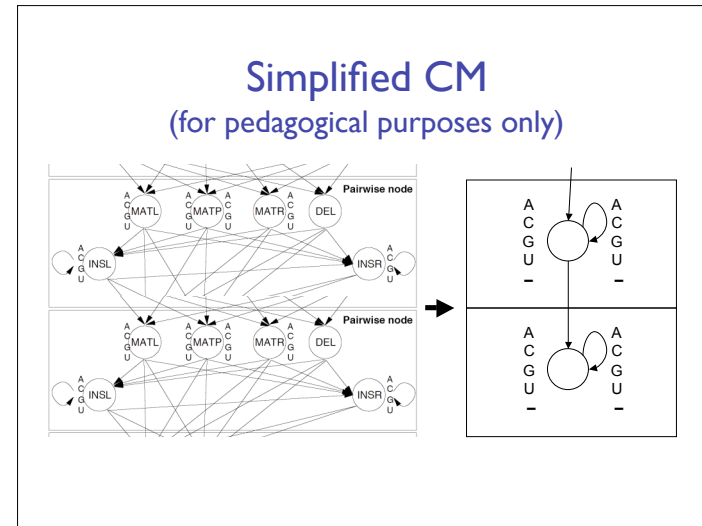 Simplified CM
(for pedagogical purposes only)
Pairwise node
A C G U MATL A C G U MATP A C G U MATR A C G U DEL
A C G U INSL INSR A C G U
Pairwise node
A C G U MATL A C G U MATP A C G U MATR A C G U DEL
A C G U INSL INSR A C G U
A A
C C
G G
U U
– –
A A
C C
G G
U U
– –